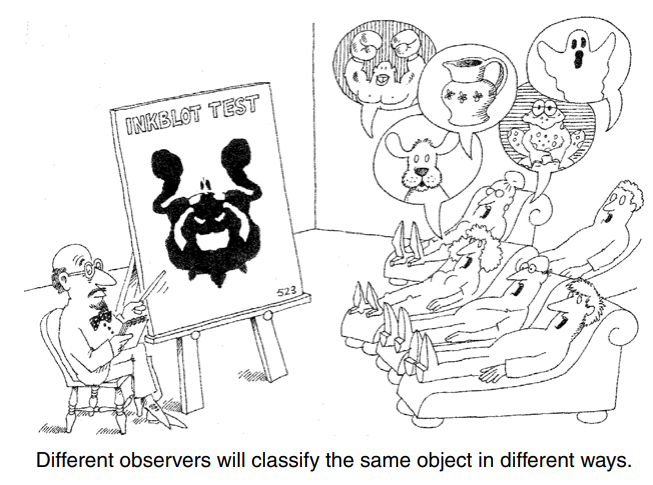 INKBLOT TEST
523
Different observers will classify the same object in different ways.